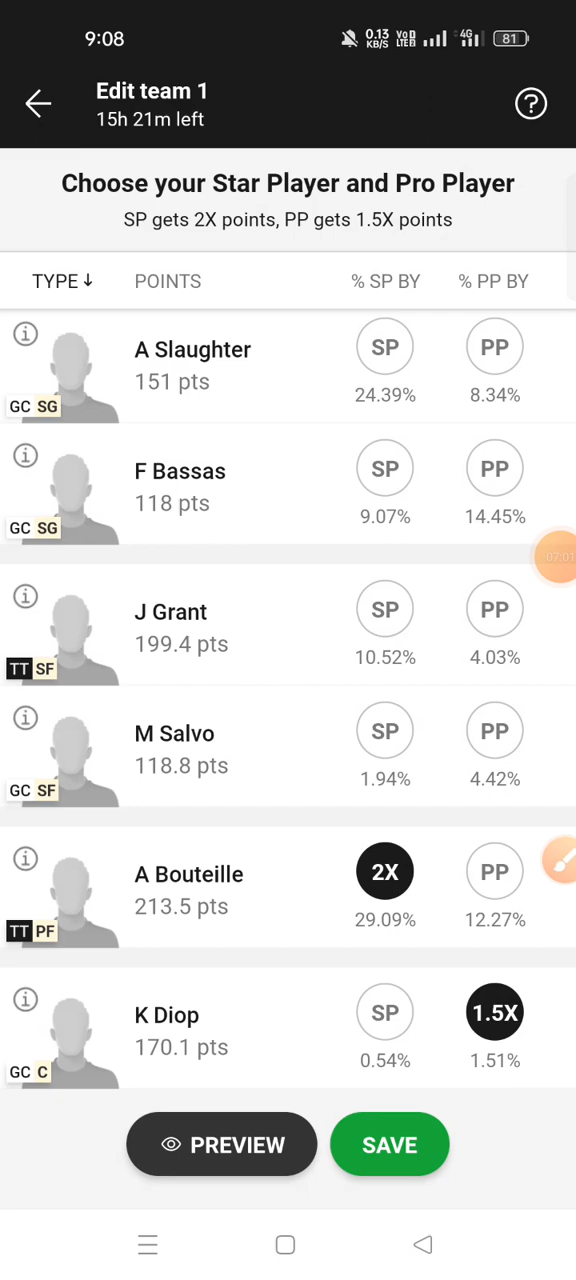 9:08
0.13 KB/S VoD LTE 4G 81
Edit team 1
15h 21m left
Choose your Star Player and Pro Player
SP gets 2X points, PP gets 1.5X points
TYPE↓ POINTS % SP BY % PP BY
A Slaughter SP PP
151 pts 24.39% 8.34%
GC SG
F Bassas SP PP
118 pts 9.07% 14.45%
GC SG
07:01
J Grant SP PP
199.4 pts 10.52% 4.03%
TT SF
M Salvo SP PP
118.8 pts 1.94% 4.42%
GC SF
A Bouteille 2X PP
213.5 pts 29.09% 12.27%
TT PF
K Diop SP 1.5X
170.1 pts 0.54% 1.51%
GC C
PREVIEW SAVE